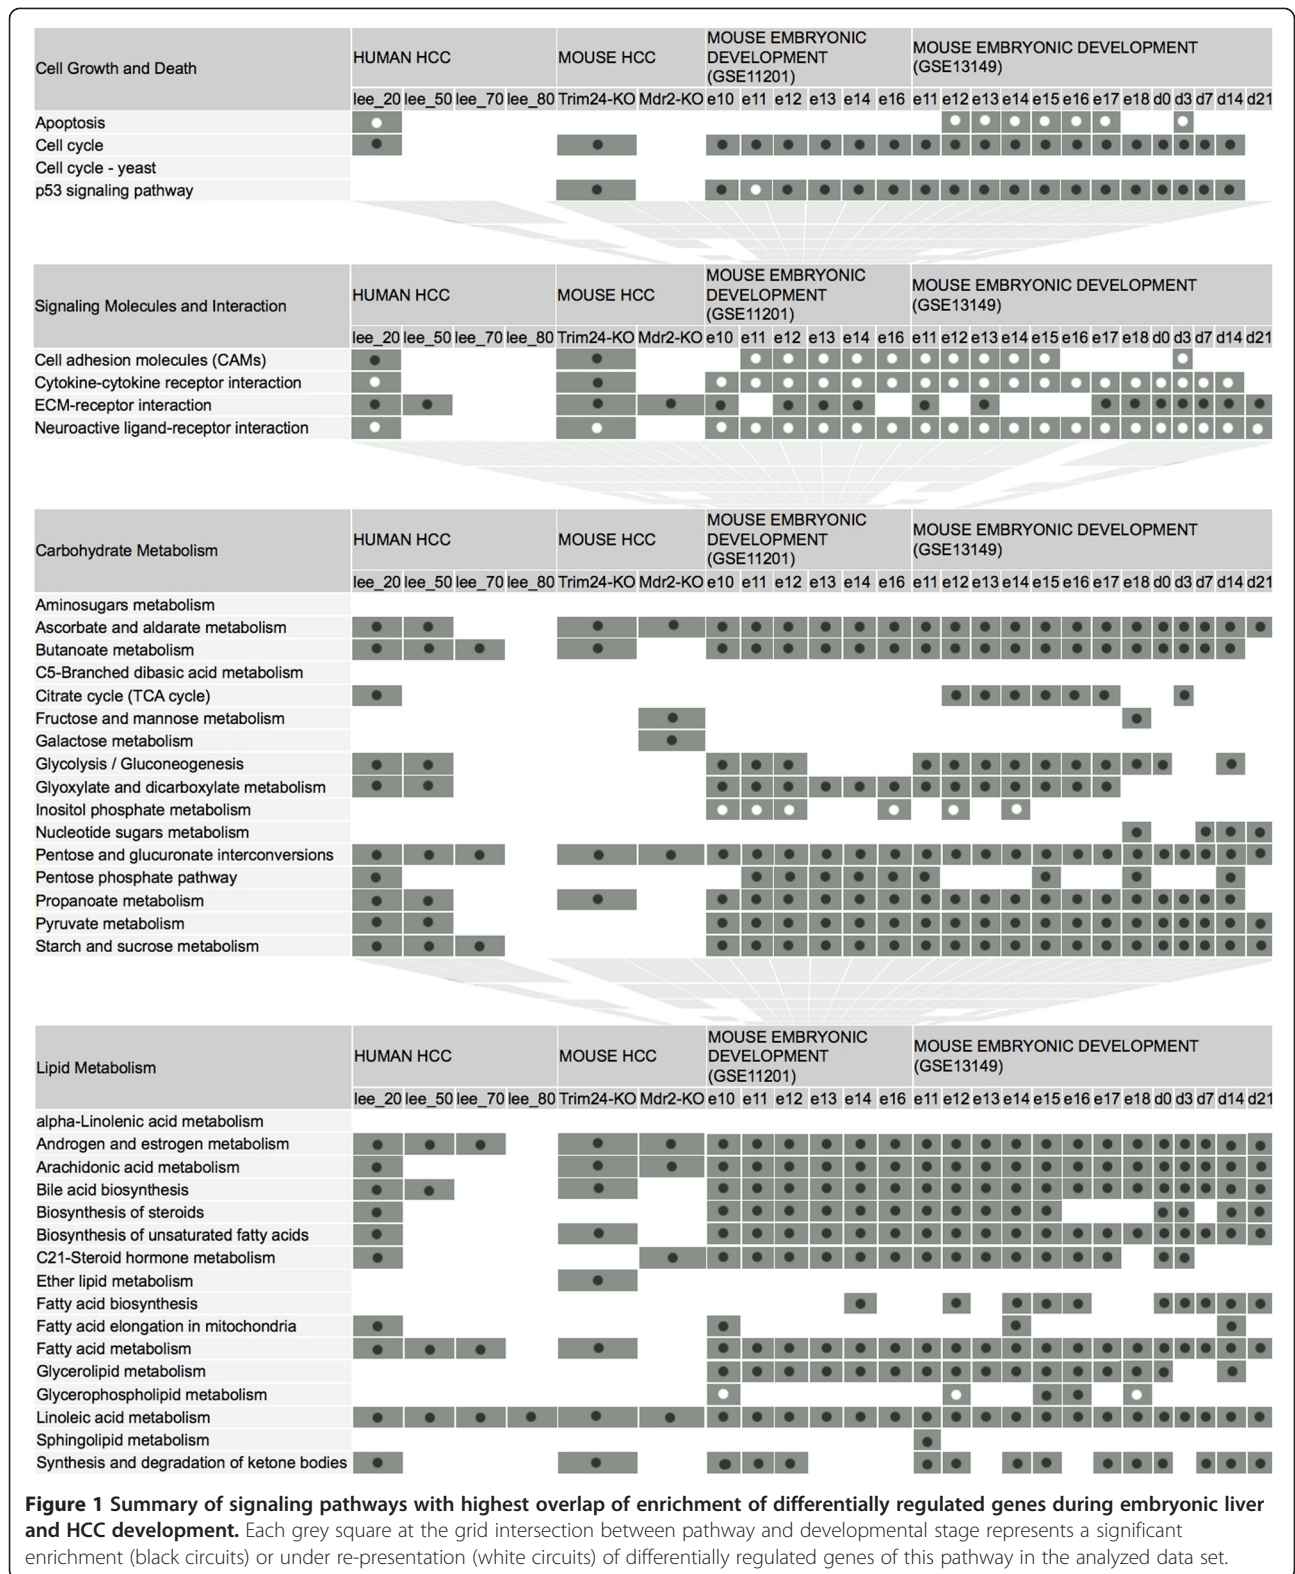 Cell Growth and Death
HUMAN HCC
MOUSE HCC
MOUSE EMBRYONIC
DEVELOPMENT
(GSE11201)
MOUSE EMBRYONIC DEVELOPMENT
(GSE13149)
lee_20 lee_50 lee_70 lee_80 Trim24-KO Mdr2-KO e10 e11 e12 e13 e14 e16 e11 e12 e13 e14 e15 e16 e17 e18 d0 d3 d7 d14 d21
Apoptosis
Cell cycle
Cell cycle - yeast
p53 signaling pathway
Signaling Molecules and Interaction
HUMAN HCC
MOUSE HCC
MOUSE EMBRYONIC
DEVELOPMENT
(GSE11201)
MOUSE EMBRYONIC DEVELOPMENT
(GSE13149)
lee_20 lee_50 lee_70 lee_80 Trim24-KO Mdr2-KO e10 e11 e12 e13 e14 e16 e11 e12 e13 e14 e15 e16 e17 e18 d0 d3 d7 d14 d21
Cell adhesion molecules (CAMs)
Cytokine-cytokine receptor interaction
ECM-receptor interaction
Neuroactive ligand-receptor interaction
Carbohydrate Metabolism
HUMAN HCC
MOUSE HCC
MOUSE EMBRYONIC
DEVELOPMENT
(GSE11201)
MOUSE EMBRYONIC DEVELOPMENT
(GSE13149)
lee_20 lee_50 lee_70 lee_80 Trim24-KO Mdr2-KO e10 e11 e12 e13 e14 e16 e11 e12 e13 e14 e15 e16 e17 e18 d0 d3 d7 d14 d21
Aminosugars metabolism
Ascorbate and aldarate metabolism
Butanoate metabolism
C5-Branched dibasic acid metabolism
Citrate cycle (TCA cycle)
Fructose and mannose metabolism
Galactose metabolism
Glycolysis / Gluconeogenesis
Glyoxylate and dicarboxylate metabolism
Inositol phosphate metabolism
Nucleotide sugars metabolism
Pentose and glucuronate interconversions
Pentose phosphate pathway
Propanoate metabolism
Pyruvate metabolism
Starch and sucrose metabolism
Lipid Metabolism
HUMAN HCC
MOUSE HCC
MOUSE EMBRYONIC
DEVELOPMENT
(GSE11201)
MOUSE EMBRYONIC DEVELOPMENT
(GSE13149)
lee_20 lee_50 lee_70 lee_80 Trim24-KO Mdr2-KO e10 e11 e12 e13 e14 e16 e11 e12 e13 e14 e15 e16 e17 e18 d0 d3 d7 d14 d21
alpha-Linolenic acid metabolism
Androgen and estrogen metabolism
Arachidonic acid metabolism
Bile acid biosynthesis
Biosynthesis of steroids
Biosynthesis of unsaturated fatty acids
C21-Steroid hormone metabolism
Ether lipid metabolism
Fatty acid biosynthesis
Fatty acid elongation in mitochondria
Fatty acid metabolism
Glycerolipid metabolism
Glycerophospholipid metabolism
Linoleic acid metabolism
Sphingolipid metabolism
Synthesis and degradation of ketone bodies
Figure 1 Summary of signaling pathways with highest overlap of enrichment of differentially regulated genes during embryonic liver
and HCC development. Each grey square at the grid intersection between pathway and developmental stage represents a significant
enrichment (black circuits) or under re-presentation (white circuits) of differentially regulated genes of this pathway in the analyzed data set.